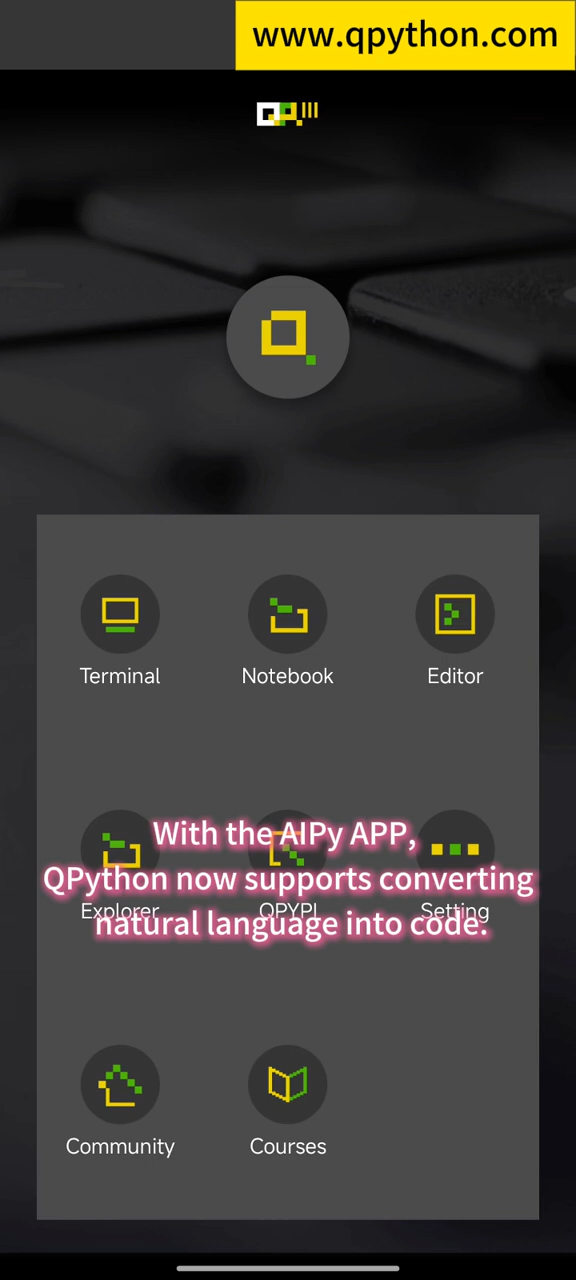 www.qpython.com
Terminal
Notebook
Editor
With the AIPy APP,
QPython now supports converting
natural language into code.
Explorer
QPYPI
Setting
Community
Courses